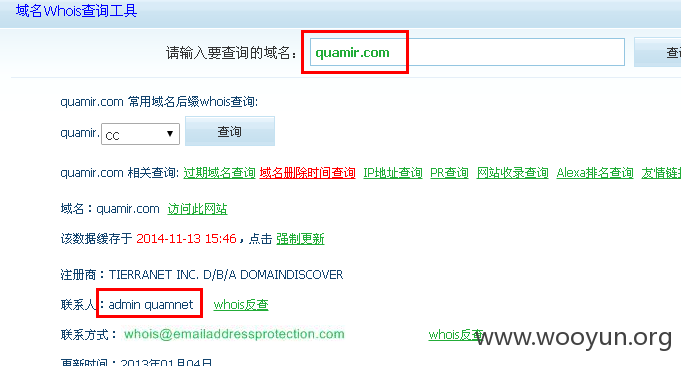 域名Whois查询工具
请输入要查询的域名： quamir.com 查
quamir.com 常用域名后缀whois查询:
quamir. cc 查询
quamir.com 相关查询: 过期域名查询 域名删除时间查询 IP地址查询 PR查询 网站收录查询 Alexa排名查询 友情链
域名：quamir.com 访问此网站
该数据缓存于 2014-11-13 15:46，点击 强制更新
注册商：TIERRANET INC. D/B/A DOMAINDISCOVER
联系人：admin quamnet whois反查
联系方式： whois@emailaddressprotection.com whois反查
www.wooyun.org
更新时间：2013年01月04日